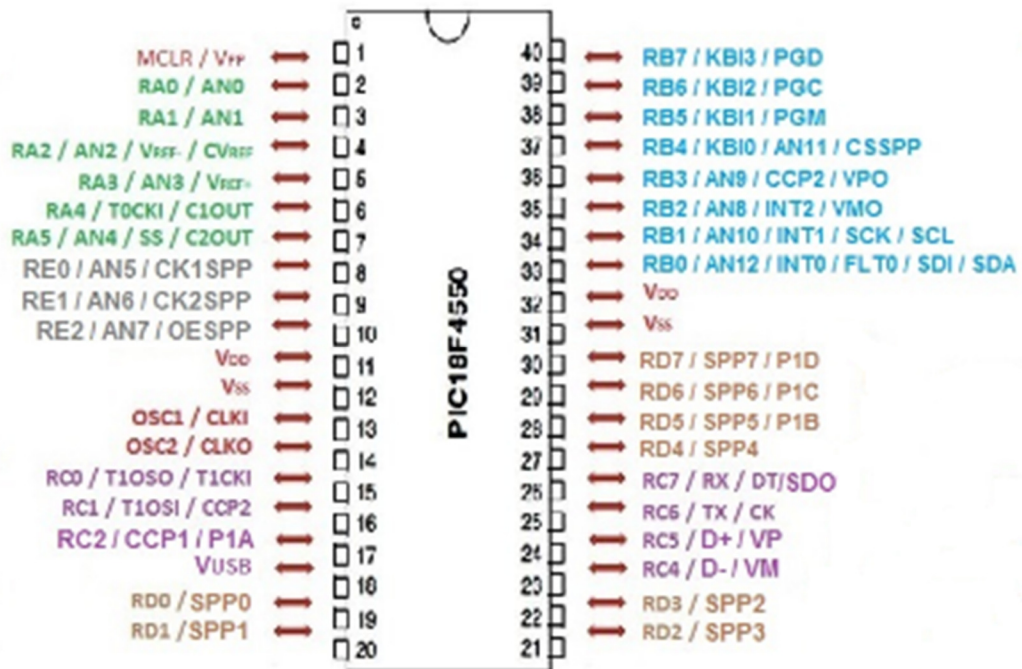 MCLR / VPP 1 40 RB7 / KBI3 / PGD
RA0 / AN0 2 39 RB6 / KBI2 / PGC
RA1 / AN1 3 38 RB5 / KBI1 / PGM
RA2 / AN2 / VREF- / CVREF 4 37 RB4 / KBI0 / AN11 / CSSPP
RA3 / AN3 / VREF+ 5 36 RB3 / AN9 / CCP2 / VPO
RA4 / T0CKI / C1OUT 6 35 RB2 / AN8 / INT2 / VMO
RA5 / AN4 / SS / C2OUT 7 34 RB1 / AN10 / INT1 / SCK / SCL
RE0 / AN5 / CK1SPP 8 33 RB0 / AN12 / INT0 / FLT0 / SDI / SDA
RE1 / AN6 / CK2SPP 9 32 VDD
RE2 / AN7 / OESPP 10 31 VSS
VDD 11 30 RD7 / SPP7 / P1D
VSS 12 29 RD6 / SPP6 / P1C
OSC1 / CLKI 13 28 RD5 / SPP5 / P1B
OSC2 / CLKO 14 27 RD4 / SPP4
RC0 / T1OSO / T1CKI 15 26 RC7 / RX / DT/SDO
RC1 / T1OSI / CCP2 16 25 RC6 / TX / CK
RC2 / CCP1 / P1A 17 24 RC5 / D+ / VP
VUSB 18 23 RC4 / D- / VM
RD0 / SPP0 19 22 RD3 / SPP2
RD1 / SPP1 20 21 RD2 / SPP3
PIC18F4550